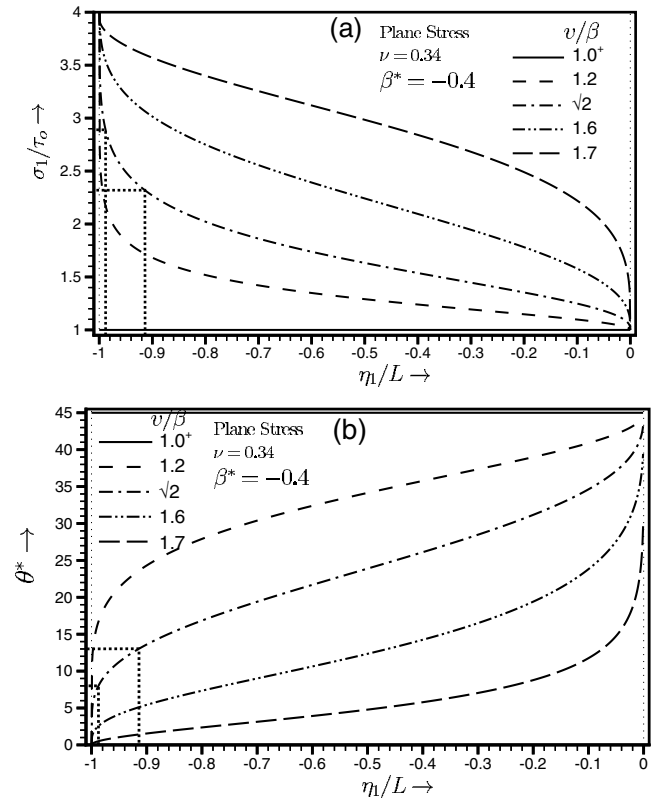 (a)
Plane Stress
ν = 0.34
β* = −0.4
υ/β
1.0⁺
1.2
√2
1.6
1.7
σ₁/τₒ →
4
3.5
3
2.5
2
1.5
1
-1 -0.9 -0.8 -0.7 -0.6 -0.5 -0.4 -0.3 -0.2 -0.1 0
η₁/L →
(b)
υ/β
1.0⁺
1.2
√2
1.6
1.7
Plane Stress
ν = 0.34
β* = −0.4
θ* →
45
40
35
30
25
20
15
10
5
0
-1 -0.9 -0.8 -0.7 -0.6 -0.5 -0.4 -0.3 -0.2 -0.1 0
η₁/L →